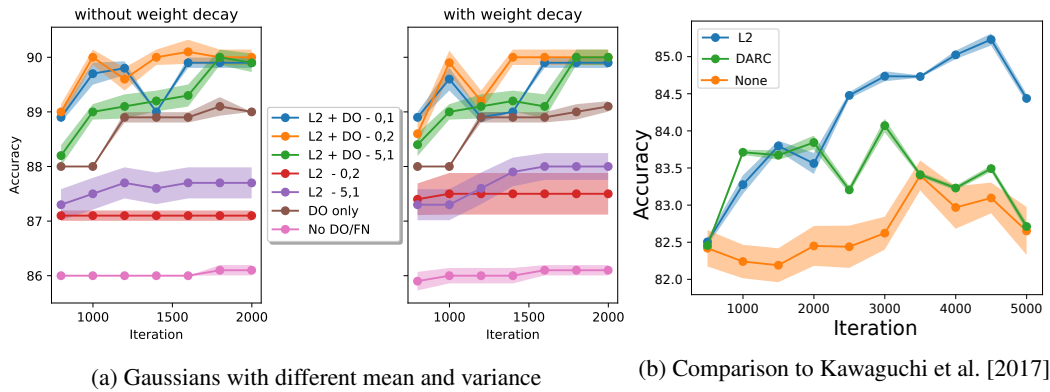 without weight decay
90
89
88
87
86
Accuracy
1000
1500
2000
Iteration
L2 + DO - 0,1
L2 + DO - 0,2
L2 + DO - 5,1
L2 - 0,2
L2 - 5,1
DO only
No DO/FN
with weight decay
1000
1500
2000
Iteration
(a) Gaussians with different mean and variance
L2
DARC
None
85.0
84.5
84.0
83.5
83.0
82.5
82.0
Accuracy
1000
2000
3000
4000
5000
Iteration
(b) Comparison to Kawaguchi et al. [2017]